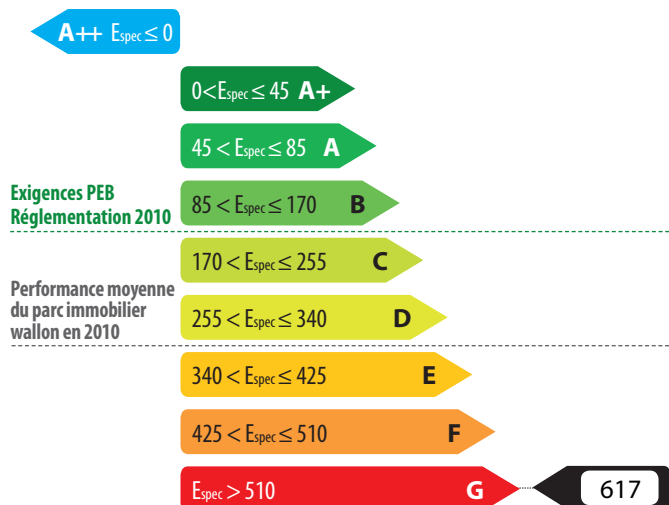 A++ Espec ≤ 0
0<Espec ≤ 45 A+
45 < Espec ≤ 85 A
Exigences PEB
Réglementation 2010
85 < Espec ≤ 170 B
170 < Espec ≤ 255 C
Performance moyenne
du parc immobilier
wallon en 2010
255 < Espec ≤ 340 D
340 < Espec ≤ 425 E
425 < Espec ≤ 510 F
Espec > 510 G
617